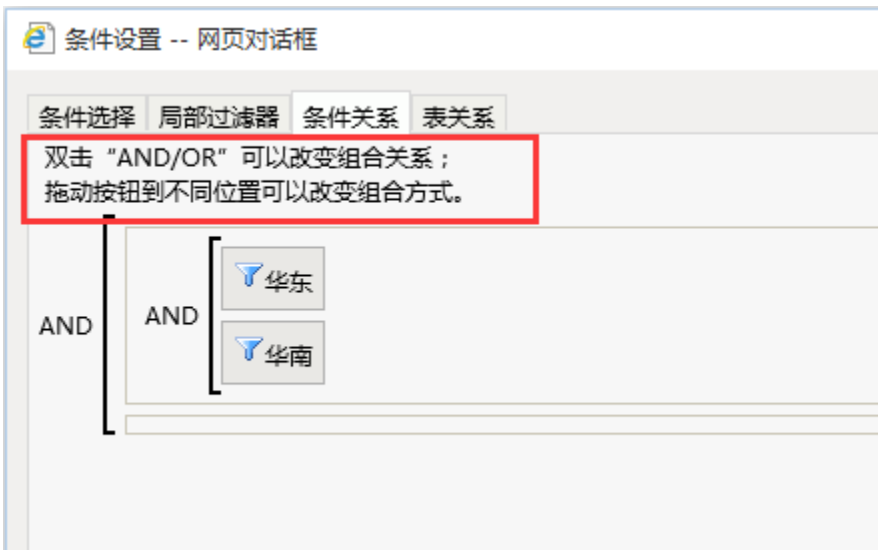 条件设置 -- 网页对话框
条件选择 局部过滤器 条件关系 表关系
双击“AND/OR”可以改变组合关系；
拖动按钮到不同位置可以改变组合方式。
华东
AND AND
华南